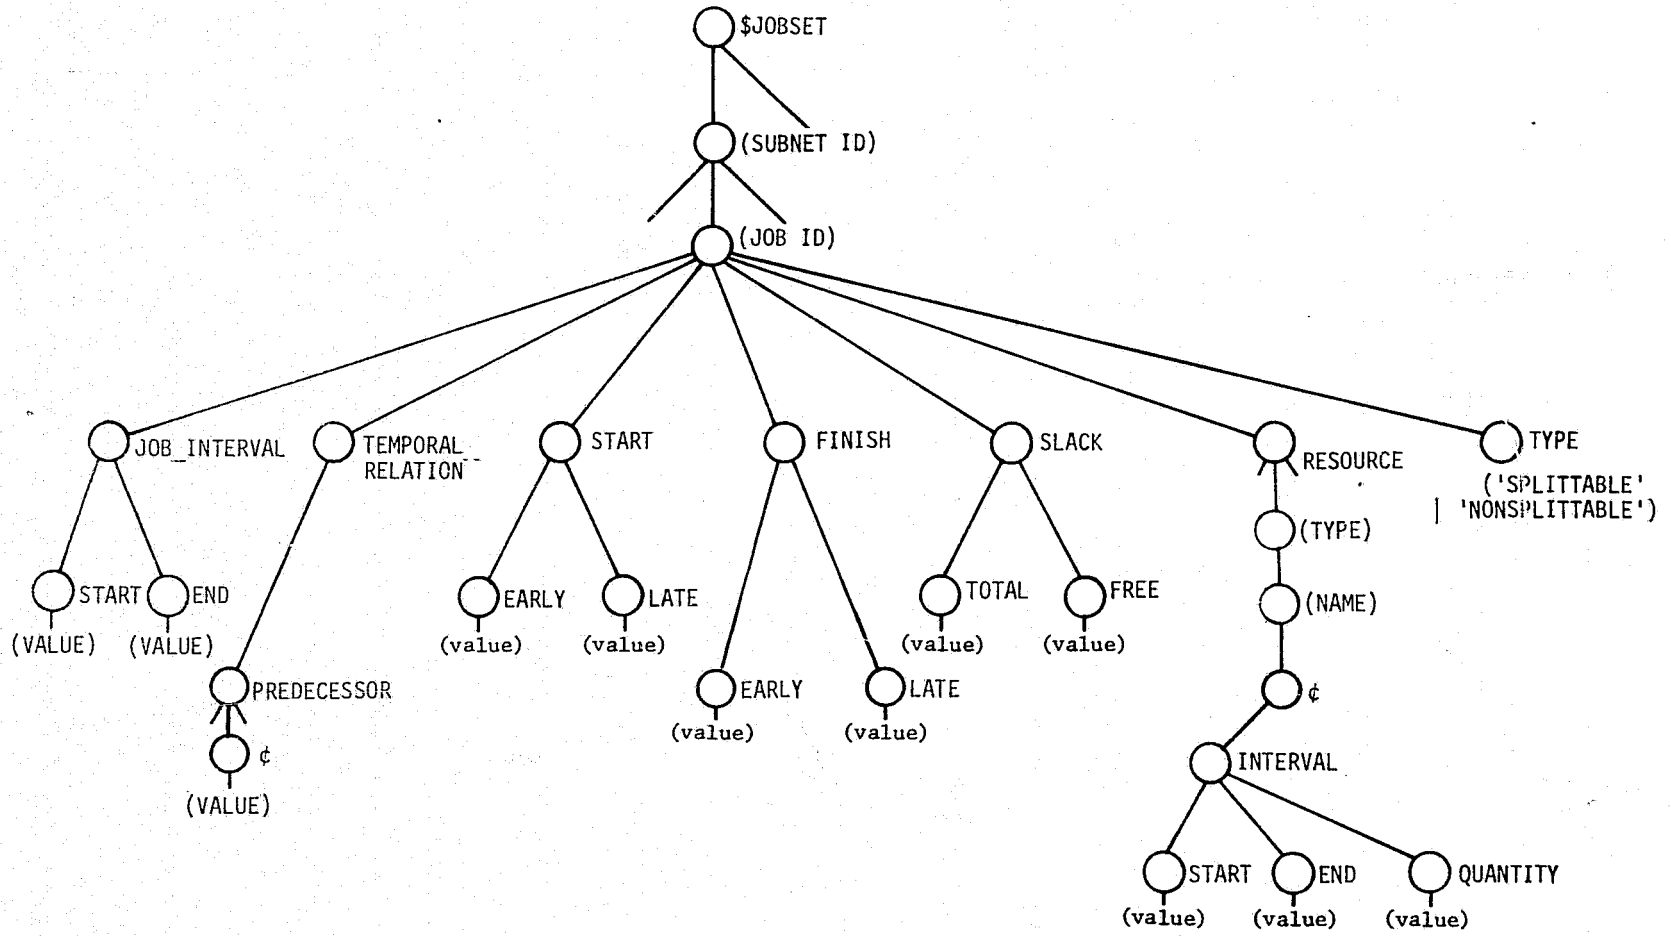 $JOBSET
(SUBNET ID)
(JOB ID)
JOB_INTERVAL
TEMPORAL_
RELATION
START
FINISH
SLACK
RESOURCE
TYPE
('SPLITTABLE'
| 'NONSPLITTABLE')
(TYPE)
START
END
EARLY
LATE
TOTAL
FREE
(NAME)
(VALUE)
(VALUE)
(value)
(value)
(value)
(value)
PREDECESSOR
EARLY
LATE
¢
(value)
(value)
¢
INTERVAL
(VALUE)
START
END
QUANTITY
(value)
(value)
(value)